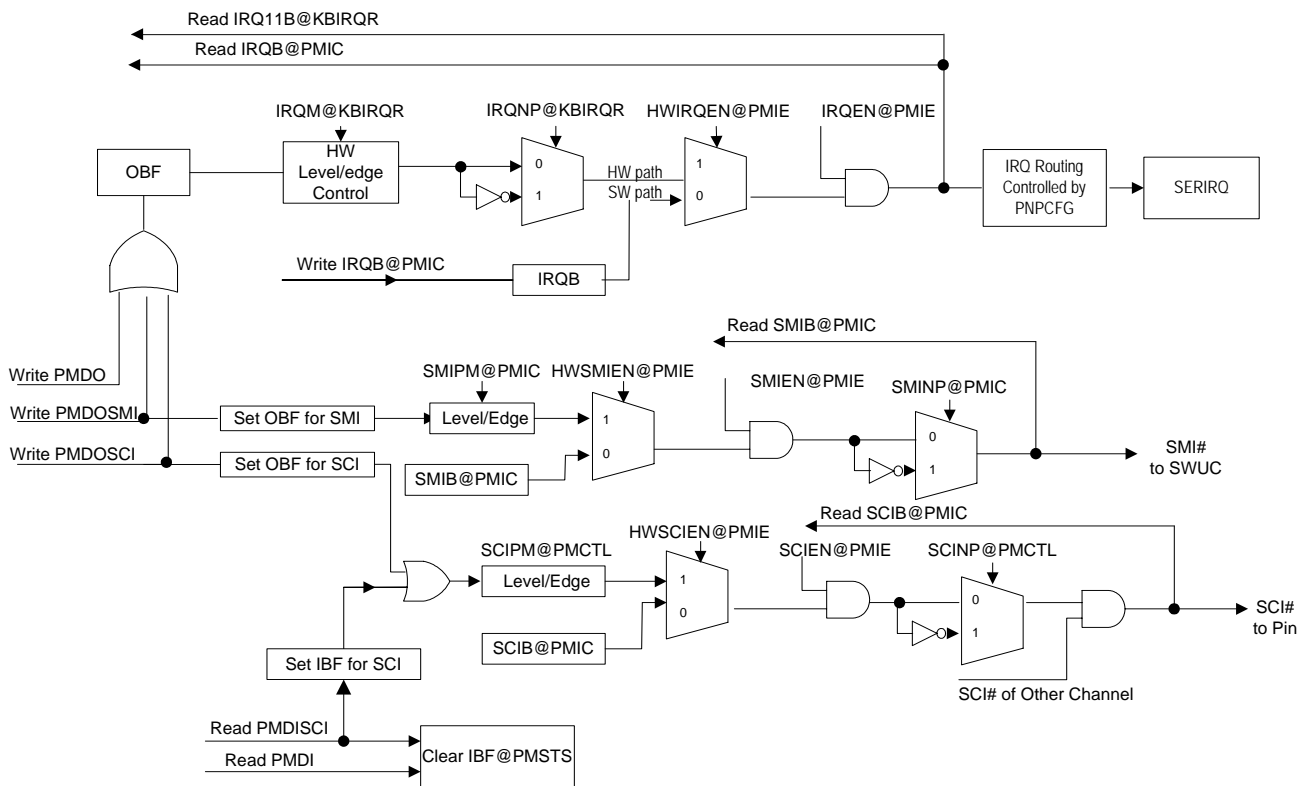 Read IRQ11B@KBIRQR
Read IRQB@PMIC
IRQM@KBIRQR
IRQNP@KBIRQR
HWIRQEN@PMIE
IRQEN@PMIE
OBF
HW
Level/edge
Control
0
1
HW path
SW path
1
0
IRQ Routing
Controlled by
PNPCFG
SERIRQ
Write IRQB@PMIC
IRQB
Read SMIB@PMIC
Write PMDO
SMIPM@PMIC
HWSMIEN@PMIE
SMIEN@PMIE
SMINP@PMIC
Write PMDOSMI
Set OBF for SMI
Level/Edge
1
0
0
1
Write PMDOSCI
Set OBF for SCI
SMIB@PMIC
SMI#
to SWUC
Read SCIB@PMIC
HWSCIEN@PMIE
SCIPM@PMCTL
SCIEN@PMIE
SCINP@PMCTL
Level/Edge
1
0
0
1
SCI#
to Pin
SCIB@PMIC
Set IBF for SCI
SCI# of Other Channel
Read PMDISCI
Read PMDI
Clear IBF@PMSTS